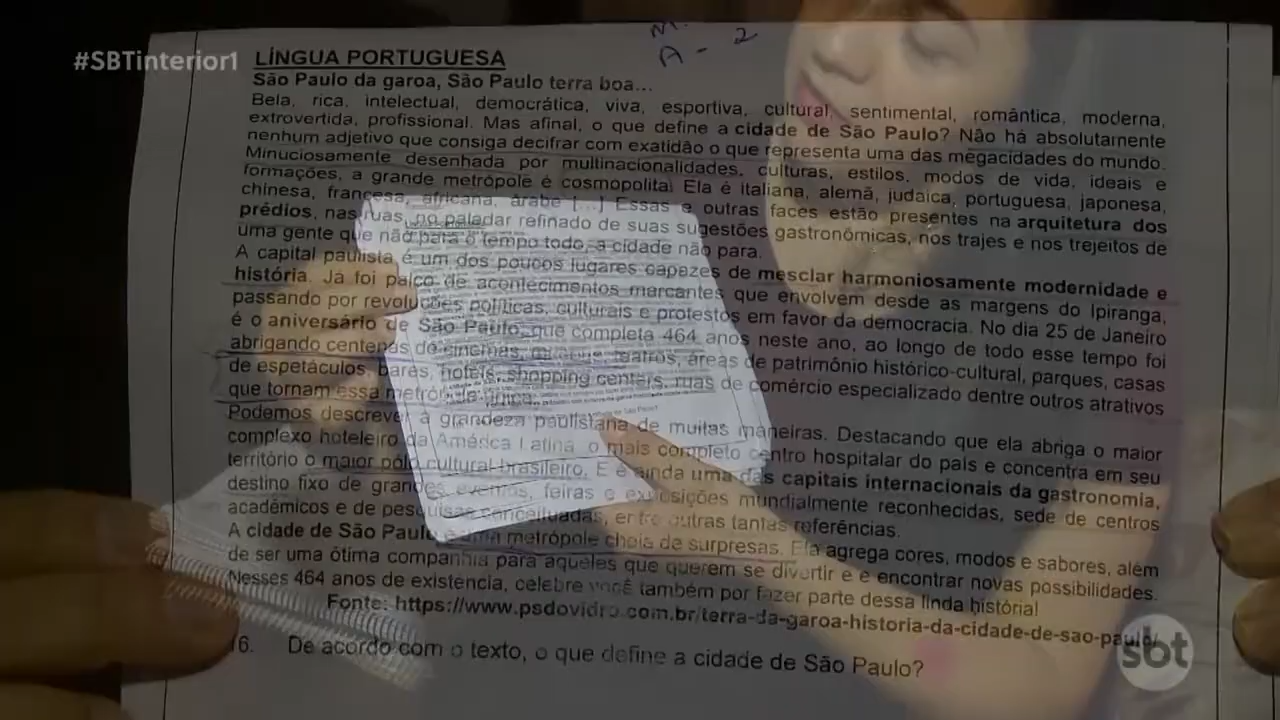 #SBTinterior1
M.
A - 2
LÍNGUA PORTUGUESA
São Paulo da garoa, São Paulo terra boa...
Bela, rica, intelectual, democrática, viva, esportiva, cultural, sentimental, romântica, moderna,
extrovertida, profissional. Mas afinal, o que define a cidade de São Paulo? Não há absolutamente
nenhum adjetivo que consiga decifrar com exatidão o que representa uma das megacidades do mundo.
Minuciosamente desenhada por multinacionalidades, culturas, estilos, modos de vida, ideais e
formações, a grande metrópole é cosmopolita! Ela é italiana, alemã, judaica, portuguesa, japonesa,
chinesa, francesa, africana, árabe [...] Essas e outras faces estão presentes na arquitetura dos
prédios, nas ruas, no paladar refinado de suas sugestões gastronômicas, nos trajes e nos trejeitos de
uma gente que não para o tempo todo, a cidade não para.
A capital paulista é um dos poucos lugares capazes de mesclar harmoniosamente modernidade e
história. Já foi palco de acontecimentos marcantes que envolvem desde as margens do Ipiranga,
passando por revoluções políticas, culturais e protestos em favor da democracia. No dia 25 de Janeiro
é o aniversário de São Paulo, que completa 464 anos neste ano, ao longo de todo esse tempo foi
abrigando centenas de cinemas, museus, teatros, áreas de patrimônio histórico-cultural, parques, casas
de espetáculos, bares, hotéis, shopping centers, ruas de comércio especializado dentre outros atrativos
que tornam essa metrópole única.
Podemos descrever a grandeza paulistana de muitas maneiras. Destacando que ela abriga o maior
complexo hoteleiro da América Latina, o mais completo centro hospitalar do país e concentra em seu
território o maior polo cultural brasileiro. E é ainda uma das capitais internacionais da gastronomia,
destino fixo de grandes eventos, feiras e exposições mundialmente reconhecidas, sede de centros
acadêmicos e de pesquisas conceituadas, entre outras tantas referências.
A cidade de São Paulo é uma metrópole cheia de surpresas. Ela agrega cores, modos e sabores, além
de ser uma ótima companhia para aqueles que querem se divertir e e encontrar novas possibilidades.
Nesses 464 anos de existência, celebre você também por fazer parte dessa linda história!
Fonte: https://www.psdovidro.com.br/terra-da-garoa-historia-da-cidade-de-sao-paulo/
16. De acordo com o texto, o que define a cidade de São Paulo?
sbt